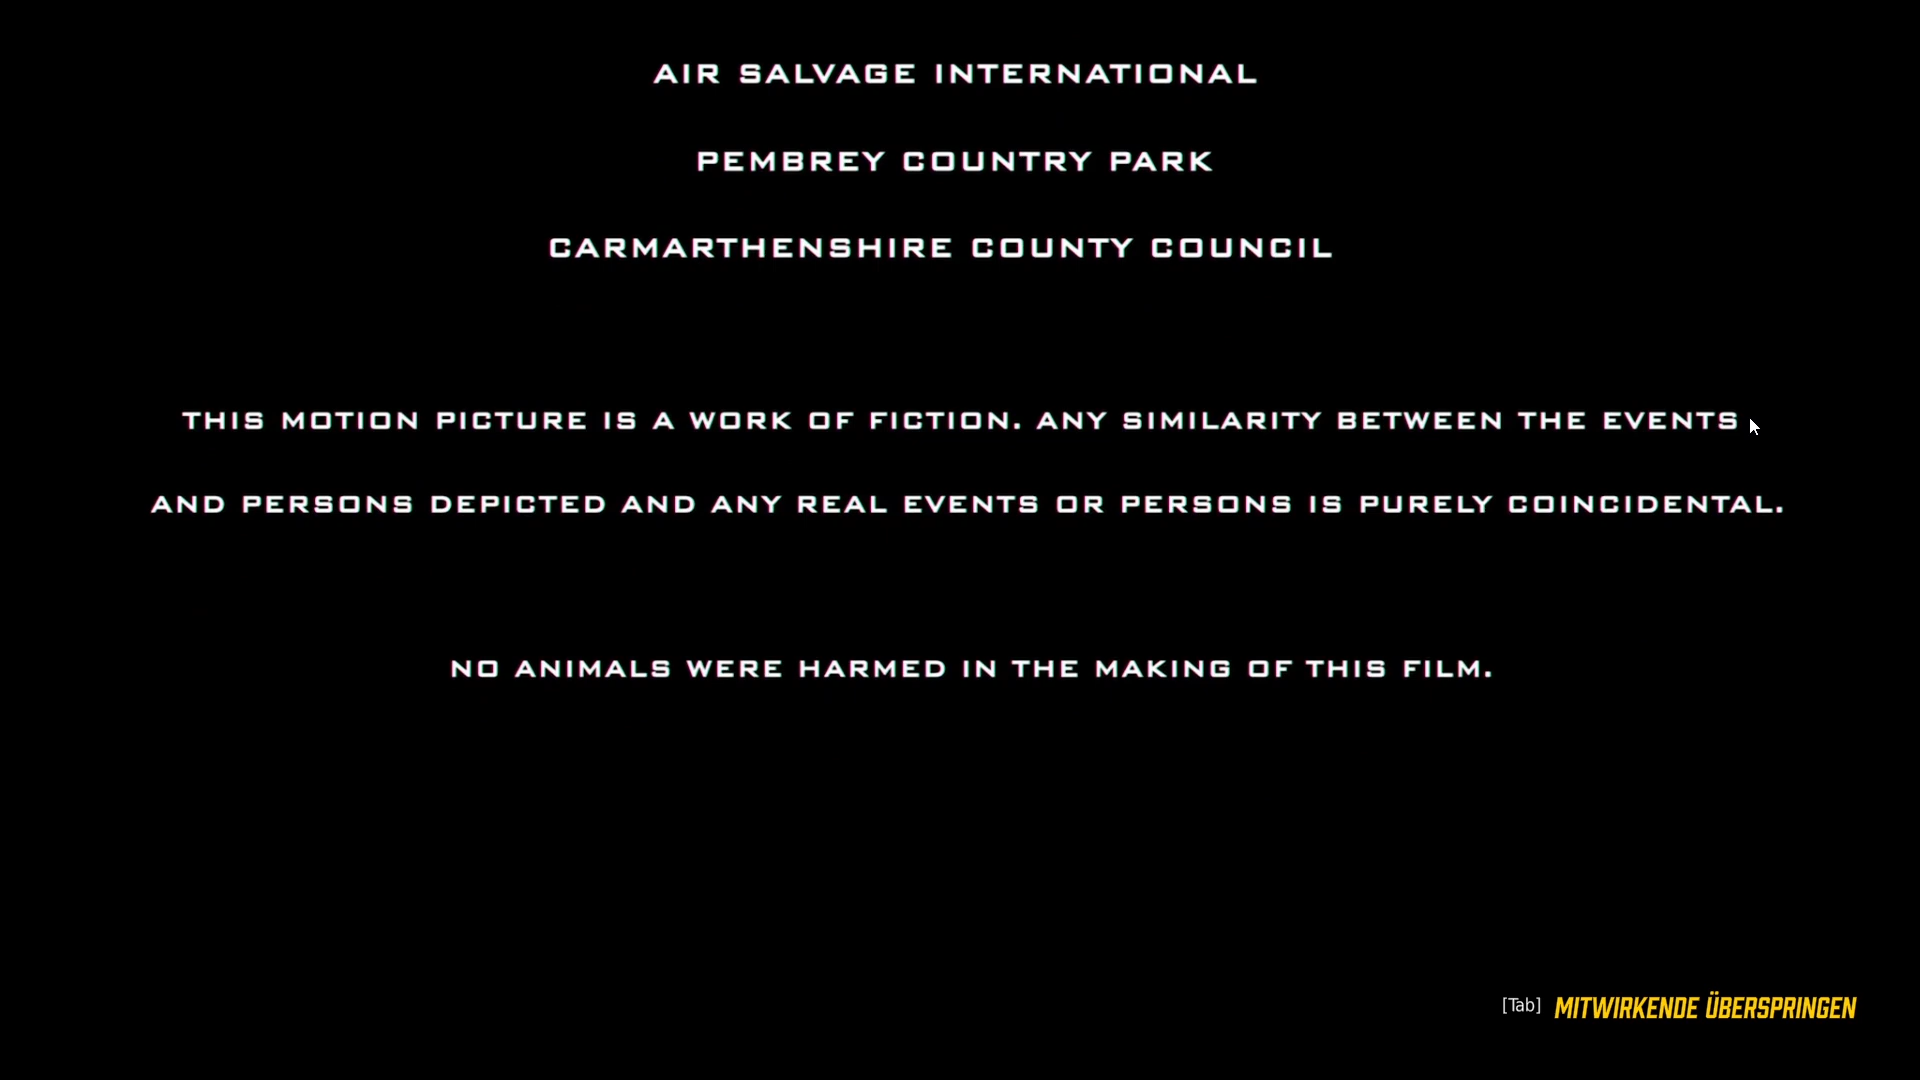 AIR SALVAGE INTERNATIONAL
PEMBREY COUNTRY PARK
CARMARTHENSHIRE COUNTY COUNCIL
THIS MOTION PICTURE IS A WORK OF FICTION. ANY SIMILARITY BETWEEN THE EVENTS
AND PERSONS DEPICTED AND ANY REAL EVENTS OR PERSONS IS PURELY COINCIDENTAL.
NO ANIMALS WERE HARMED IN THE MAKING OF THIS FILM.
[Tab] MITWIRKENDE ÜBERSPRINGEN